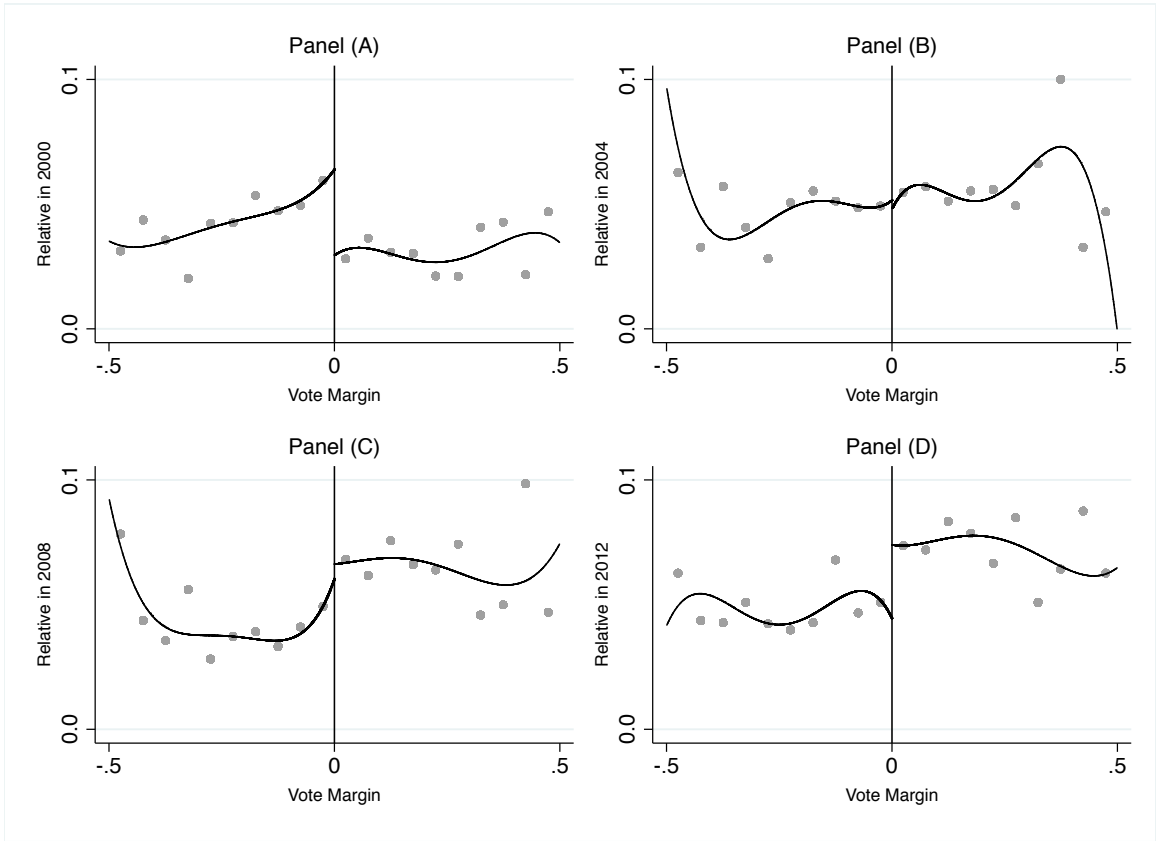 Panel (A)
0.1
Relative in 2000
0.0
-.5 0 .5
Vote Margin
Panel (B)
0.1
Relative in 2004
0.0
-.5 0 .5
Vote Margin
Panel (C)
0.1
Relative in 2008
0.0
-.5 0 .5
Vote Margin
Panel (D)
0.1
Relative in 2012
0.0
-.5 0 .5
Vote Margin